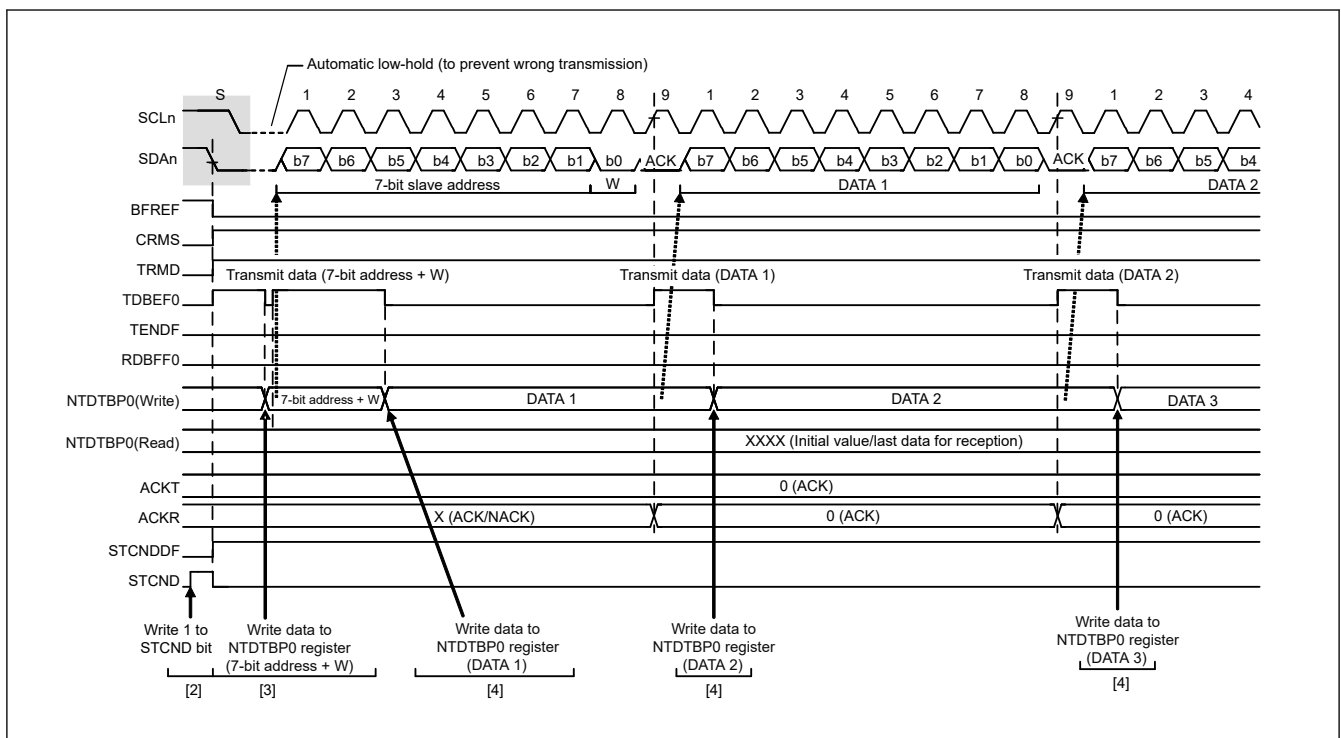 Automatic low-hold (to prevent wrong transmission)
S 1 2 3 4 5 6 7 8 9 1 2 3 4 5 6 7 8 9 1 2 3 4
SCLn
SDAn b7 b6 b5 b4 b3 b2 b1 b0 ACK b7 b6 b5 b4 b3 b2 b1 b0 ACK b7 b6 b5 b4
7-bit slave address W DATA 1 DATA 2
BFREF
CRMS
TRMD
Transmit data (7-bit address + W) Transmit data (DATA 1) Transmit data (DATA 2)
TDBEF0
TENDF
RDBFF0
NTDTBP0(Write) 7-bit address + W DATA 1 DATA 2 DATA 3
NTDTBP0(Read) XXXX (Initial value/last data for reception)
ACKT 0 (ACK)
ACKR X (ACK/NACK) 0 (ACK) 0 (ACK)
STCNDDF
STCND
Write 1 to
STCND bit
[2]
Write data to
NTDTBP0 register
(7-bit address + W)
[3]
Write data to
NTDTBP0 register
(DATA 1)
[4]
Write data to
NTDTBP0 register
(DATA 2)
[4]
Write data to
NTDTBP0 register
(DATA 3)
[4]